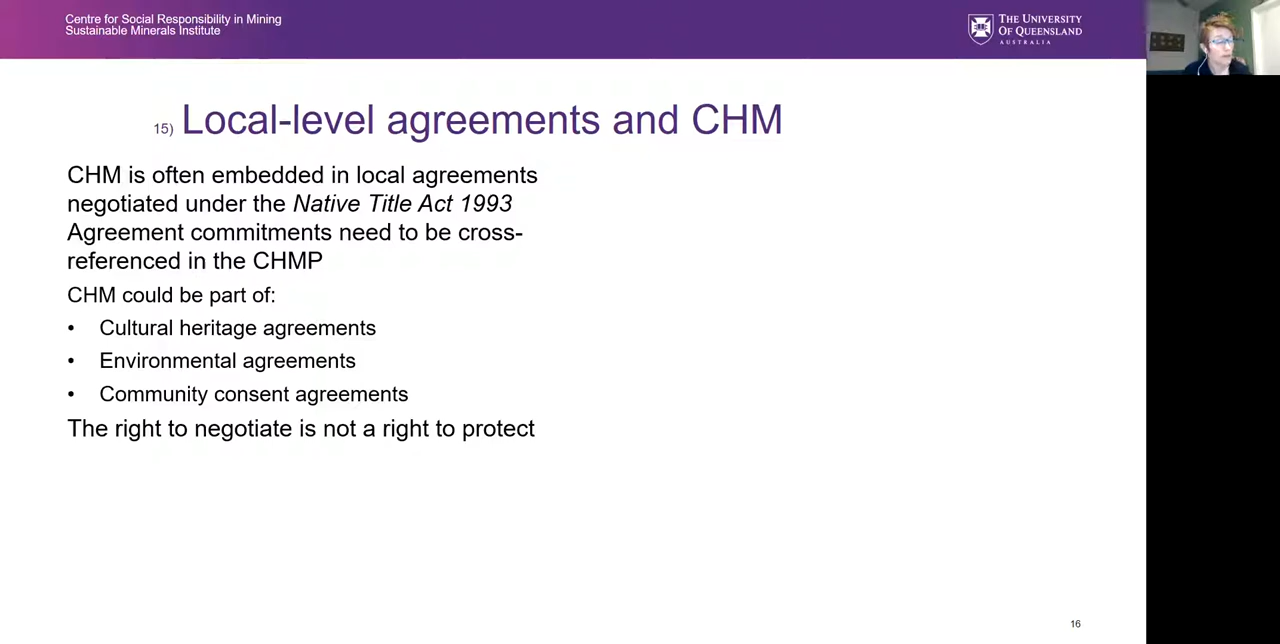 Centre for Social Responsibility in Mining
Sustainable Minerals Institute
THE UNIVERSITY
OF QUEENSLAND
AUSTRALIA
15) Local-level agreements and CHM
CHM is often embedded in local agreements
negotiated under the Native Title Act 1993
Agreement commitments need to be cross-
referenced in the CHMP
CHM could be part of:
• Cultural heritage agreements
• Environmental agreements
• Community consent agreements
The right to negotiate is not a right to protect
16